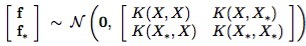 [ f
f* ] ~ N ( 0, [ K(X, X) K(X, X*)
K(X*, X) K(X*, X*) ] )